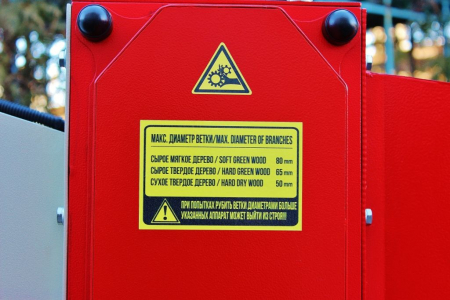 МАКС. ДИАМЕТР ВЕТКИ/MAX. DIAMETER OF BRANCHES
СЫРОЕ МЯГКОЕ ДЕРЕВО / SOFT GREEN WOOD 80 mm
СЫРОЕ ТВЕРДОЕ ДЕРЕВО / HARD GREEN WOOD 65 mm
СУХОЕ ТВЕРДОЕ ДЕРЕВО / HARD DRY WOOD 50 mm
ПРИ ПОПЫТКАХ РУБИТЬ ВЕТКИ ДИАМЕТРАМИ БОЛЬШЕ
УКАЗАННЫХ АППАРАТ МОЖЕТ ВЫЙТИ ИЗ СТРОЯ!!!